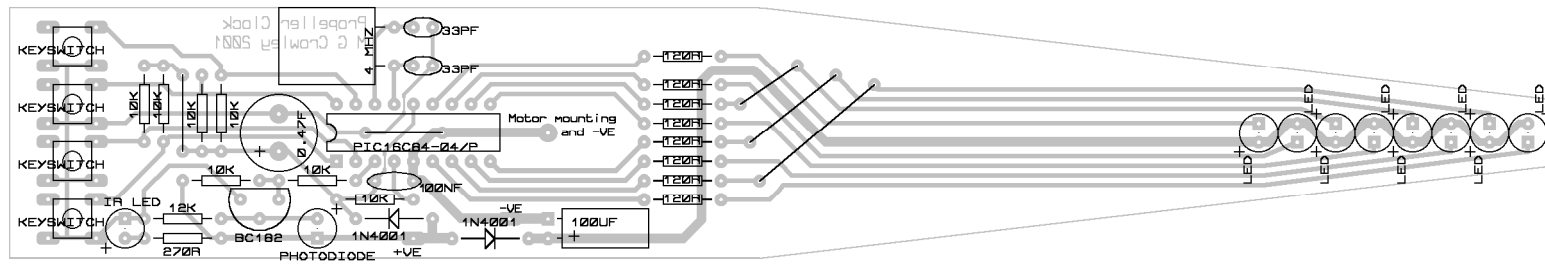 Propeller Clock
M G Crowley 2001
KEYSWITCH
KEYSWITCH
KEYSWITCH
KEYSWITCH
4 MHZ
33PF
33PF
10K
10K
10K
10K
0.47F
+
PIC16C84-04/P
Motor mounting
and -VE
120R
120R
120R
120R
120R
120R
120R
10K
10K
100NF
10K
IR LED
+
12K
270R
BC182
+
PHOTODIODE
1N4001
+VE
-VE
1N4001
100UF
+
LED
+
LED
+
LED
+
LED
+
+
LED
+
LED
+
LED
+
LED